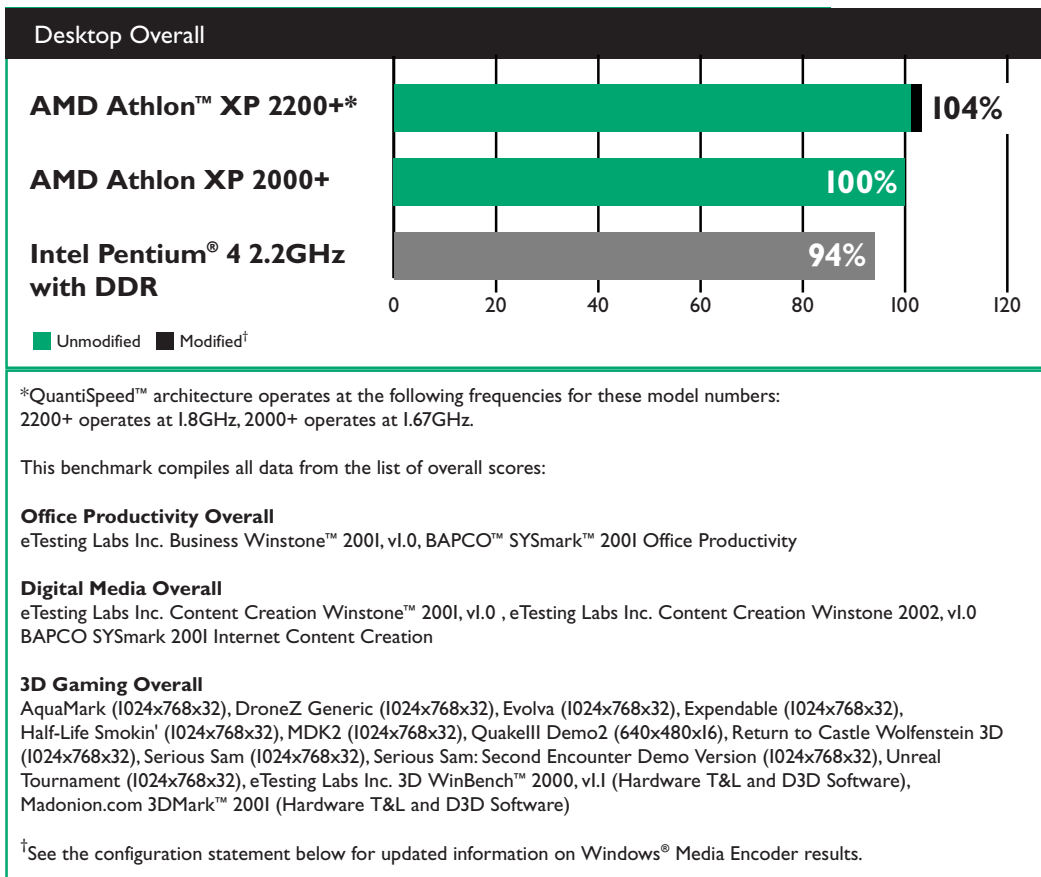 Desktop Overall
AMD Athlon™ XP 2200+*
104%
AMD Athlon XP 2000+
100%
Intel Pentium® 4 2.2GHz
with DDR
94%
0 20 40 60 80 100 120
Unmodified Modified†
*QuantiSpeed™ architecture operates at the following frequencies for these model numbers:
2200+ operates at 1.8GHz, 2000+ operates at 1.67GHz.
This benchmark compiles all data from the list of overall scores:
Office Productivity Overall
eTesting Labs Inc. Business Winstone™ 2001, v1.0, BAPCO™ SYSmark™ 2001 Office Productivity
Digital Media Overall
eTesting Labs Inc. Content Creation Winstone™ 2001, v1.0 , eTesting Labs Inc. Content Creation Winstone 2002, v1.0
BAPCO SYSmark 2001 Internet Content Creation
3D Gaming Overall
AquaMark (1024x768x32), DroneZ Generic (1024x768x32), Evolva (1024x768x32), Expendable (1024x768x32),
Half-Life Smokin' (1024x768x32), MDK2 (1024x768x32), QuakeIII Demo2 (640x480x16), Return to Castle Wolfenstein 3D
(1024x768x32), Serious Sam (1024x768x32), Serious Sam: Second Encounter Demo Version (1024x768x32), Unreal
Tournament (1024x768x32), eTesting Labs Inc. 3D WinBench™ 2000, v1.1 (Hardware T&L and D3D Software),
Madonion.com 3DMark™ 2001 (Hardware T&L and D3D Software)
†See the configuration statement below for updated information on Windows® Media Encoder results.